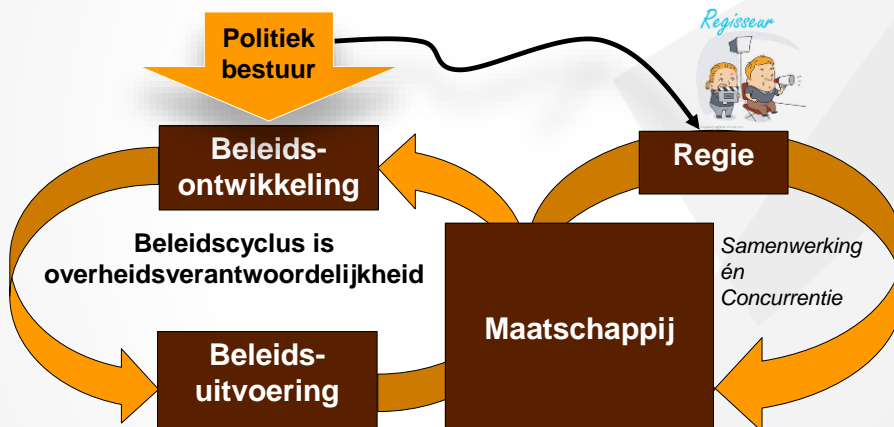 Politiek
bestuur
Regisseur
Beleids-
ontwikkeling
Regie
Beleidscyclus is
overheidsverantwoordelijkheid
Samenwerking
én
Concurrentie
Maatschappij
Beleids-
uitvoering